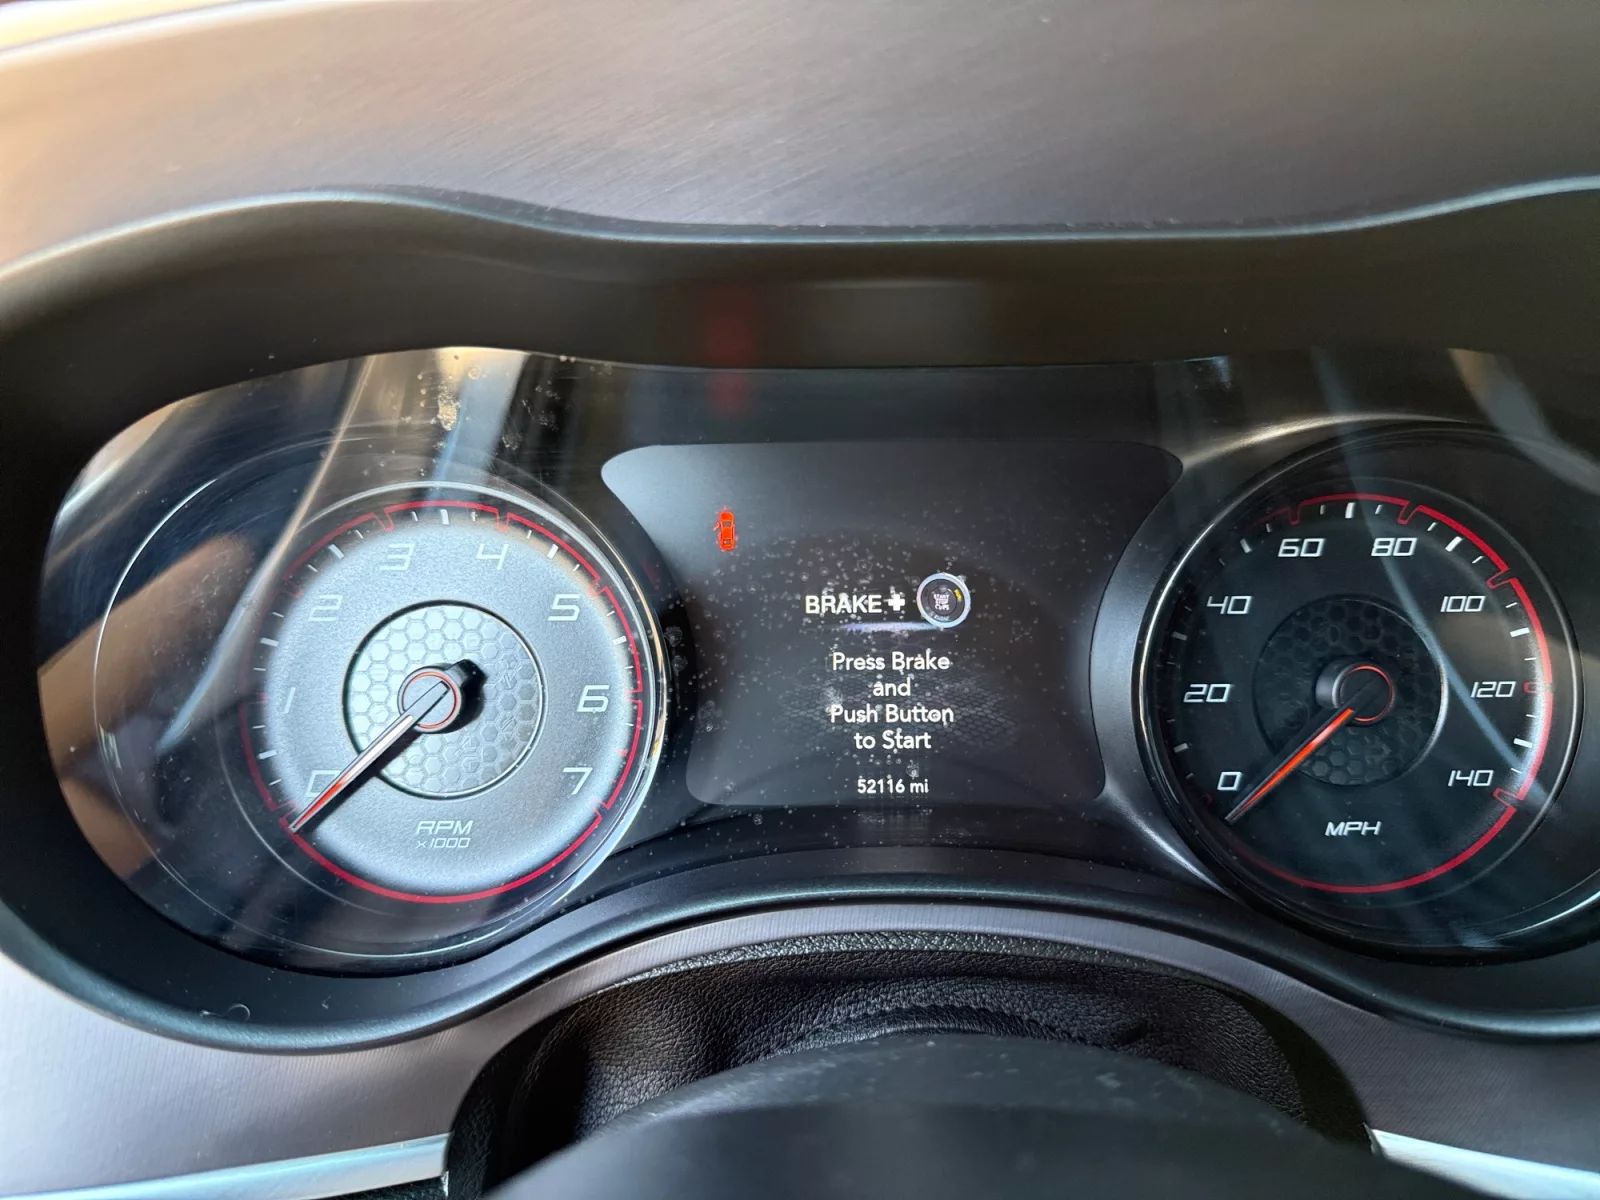 0
1
2
3
4
5
6
7
RPM
x1000
BRAKE+
Press Brake
and
Push Button
to Start
52116 mi
0
20
40
60
80
100
120
140
MPH